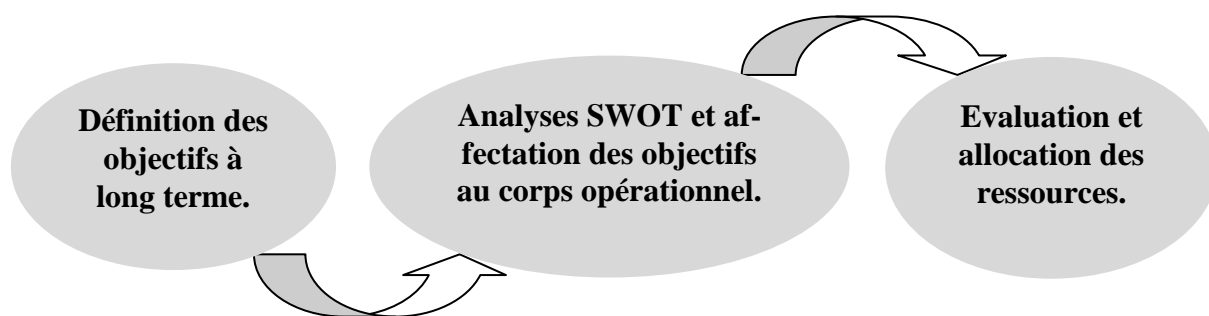 Définition des
objectifs à
long terme.
Analyses SWOT et af-
fectation des objectifs
au corps opérationnel.
Evaluation et
allocation des
ressources.